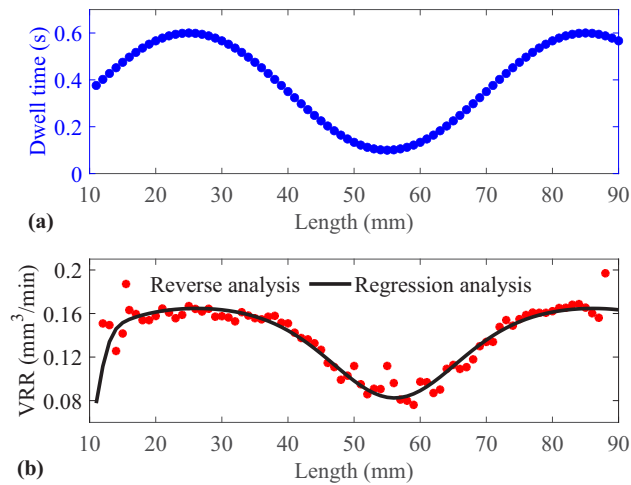 0.6
0.4
0.2
0
Dwell time (s)
10 20 30 40 50 60 70 80 90
(a) Length (mm)
0.2
0.16
0.12
0.08
VRR (mm³/min)
Reverse analysis Regression analysis
10 20 30 40 50 60 70 80 90
(b) Length (mm)